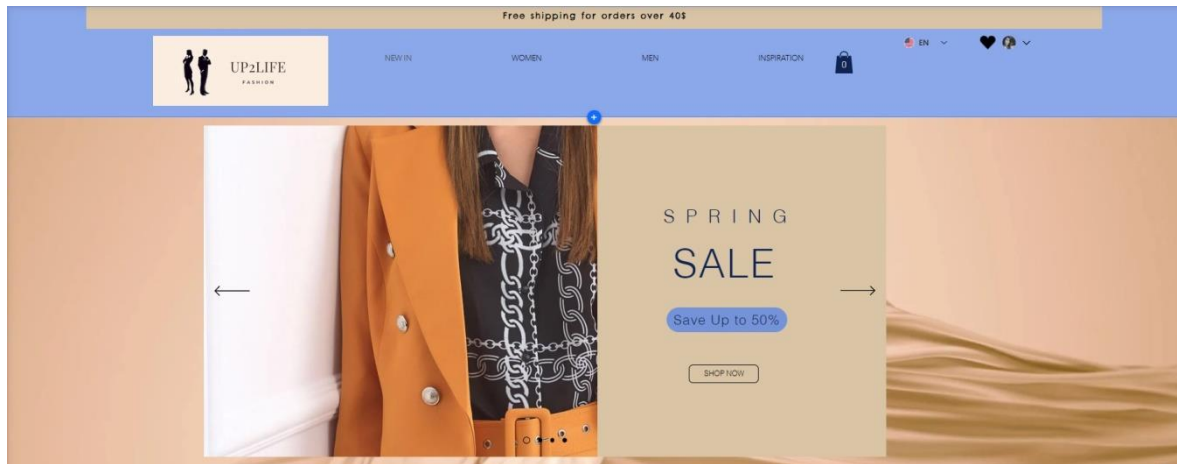 Free shipping for orders over 40$
UP2LIFE
FASHION
NEW IN
WOMEN
MEN
INSPIRATION
0
EN
SPRING
SALE
Save Up to 50%
SHOP NOW